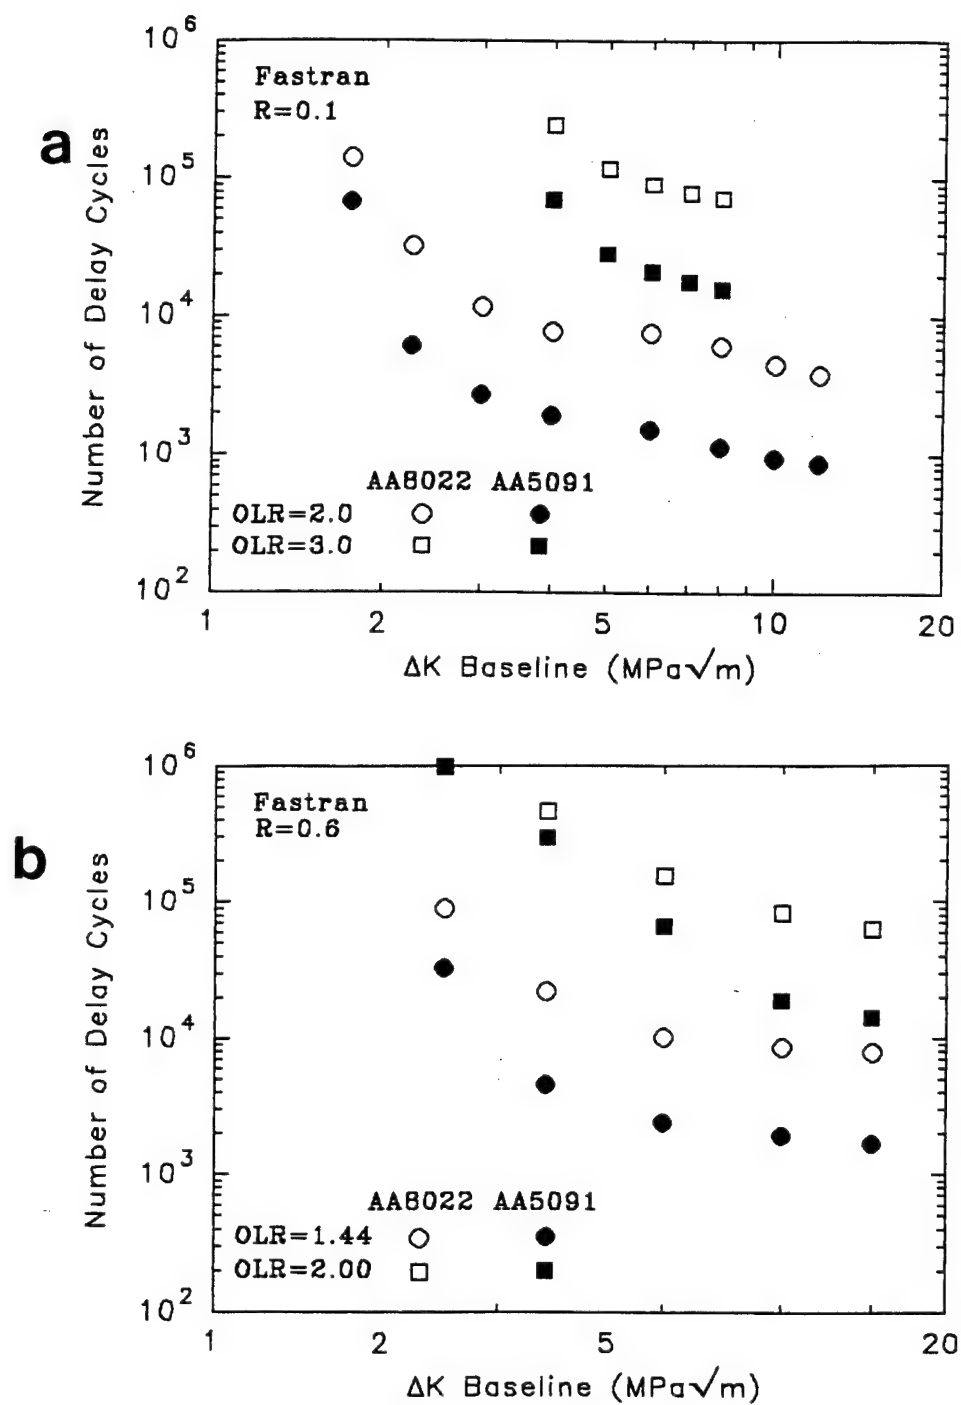 a
Fastran
R=0.1
Number of Delay Cycles
10^6
10^5
10^4
10^3
10^2
AA8022 AA5091
OLR=2.0
OLR=3.0
1 2 5 10 20
ΔK Baseline (MPa√m)
b
Fastran
R=0.6
Number of Delay Cycles
10^6
10^5
10^4
10^3
10^2
AA8022 AA5091
OLR=1.44
OLR=2.00
1 2 5 20
ΔK Baseline (MPa√m)